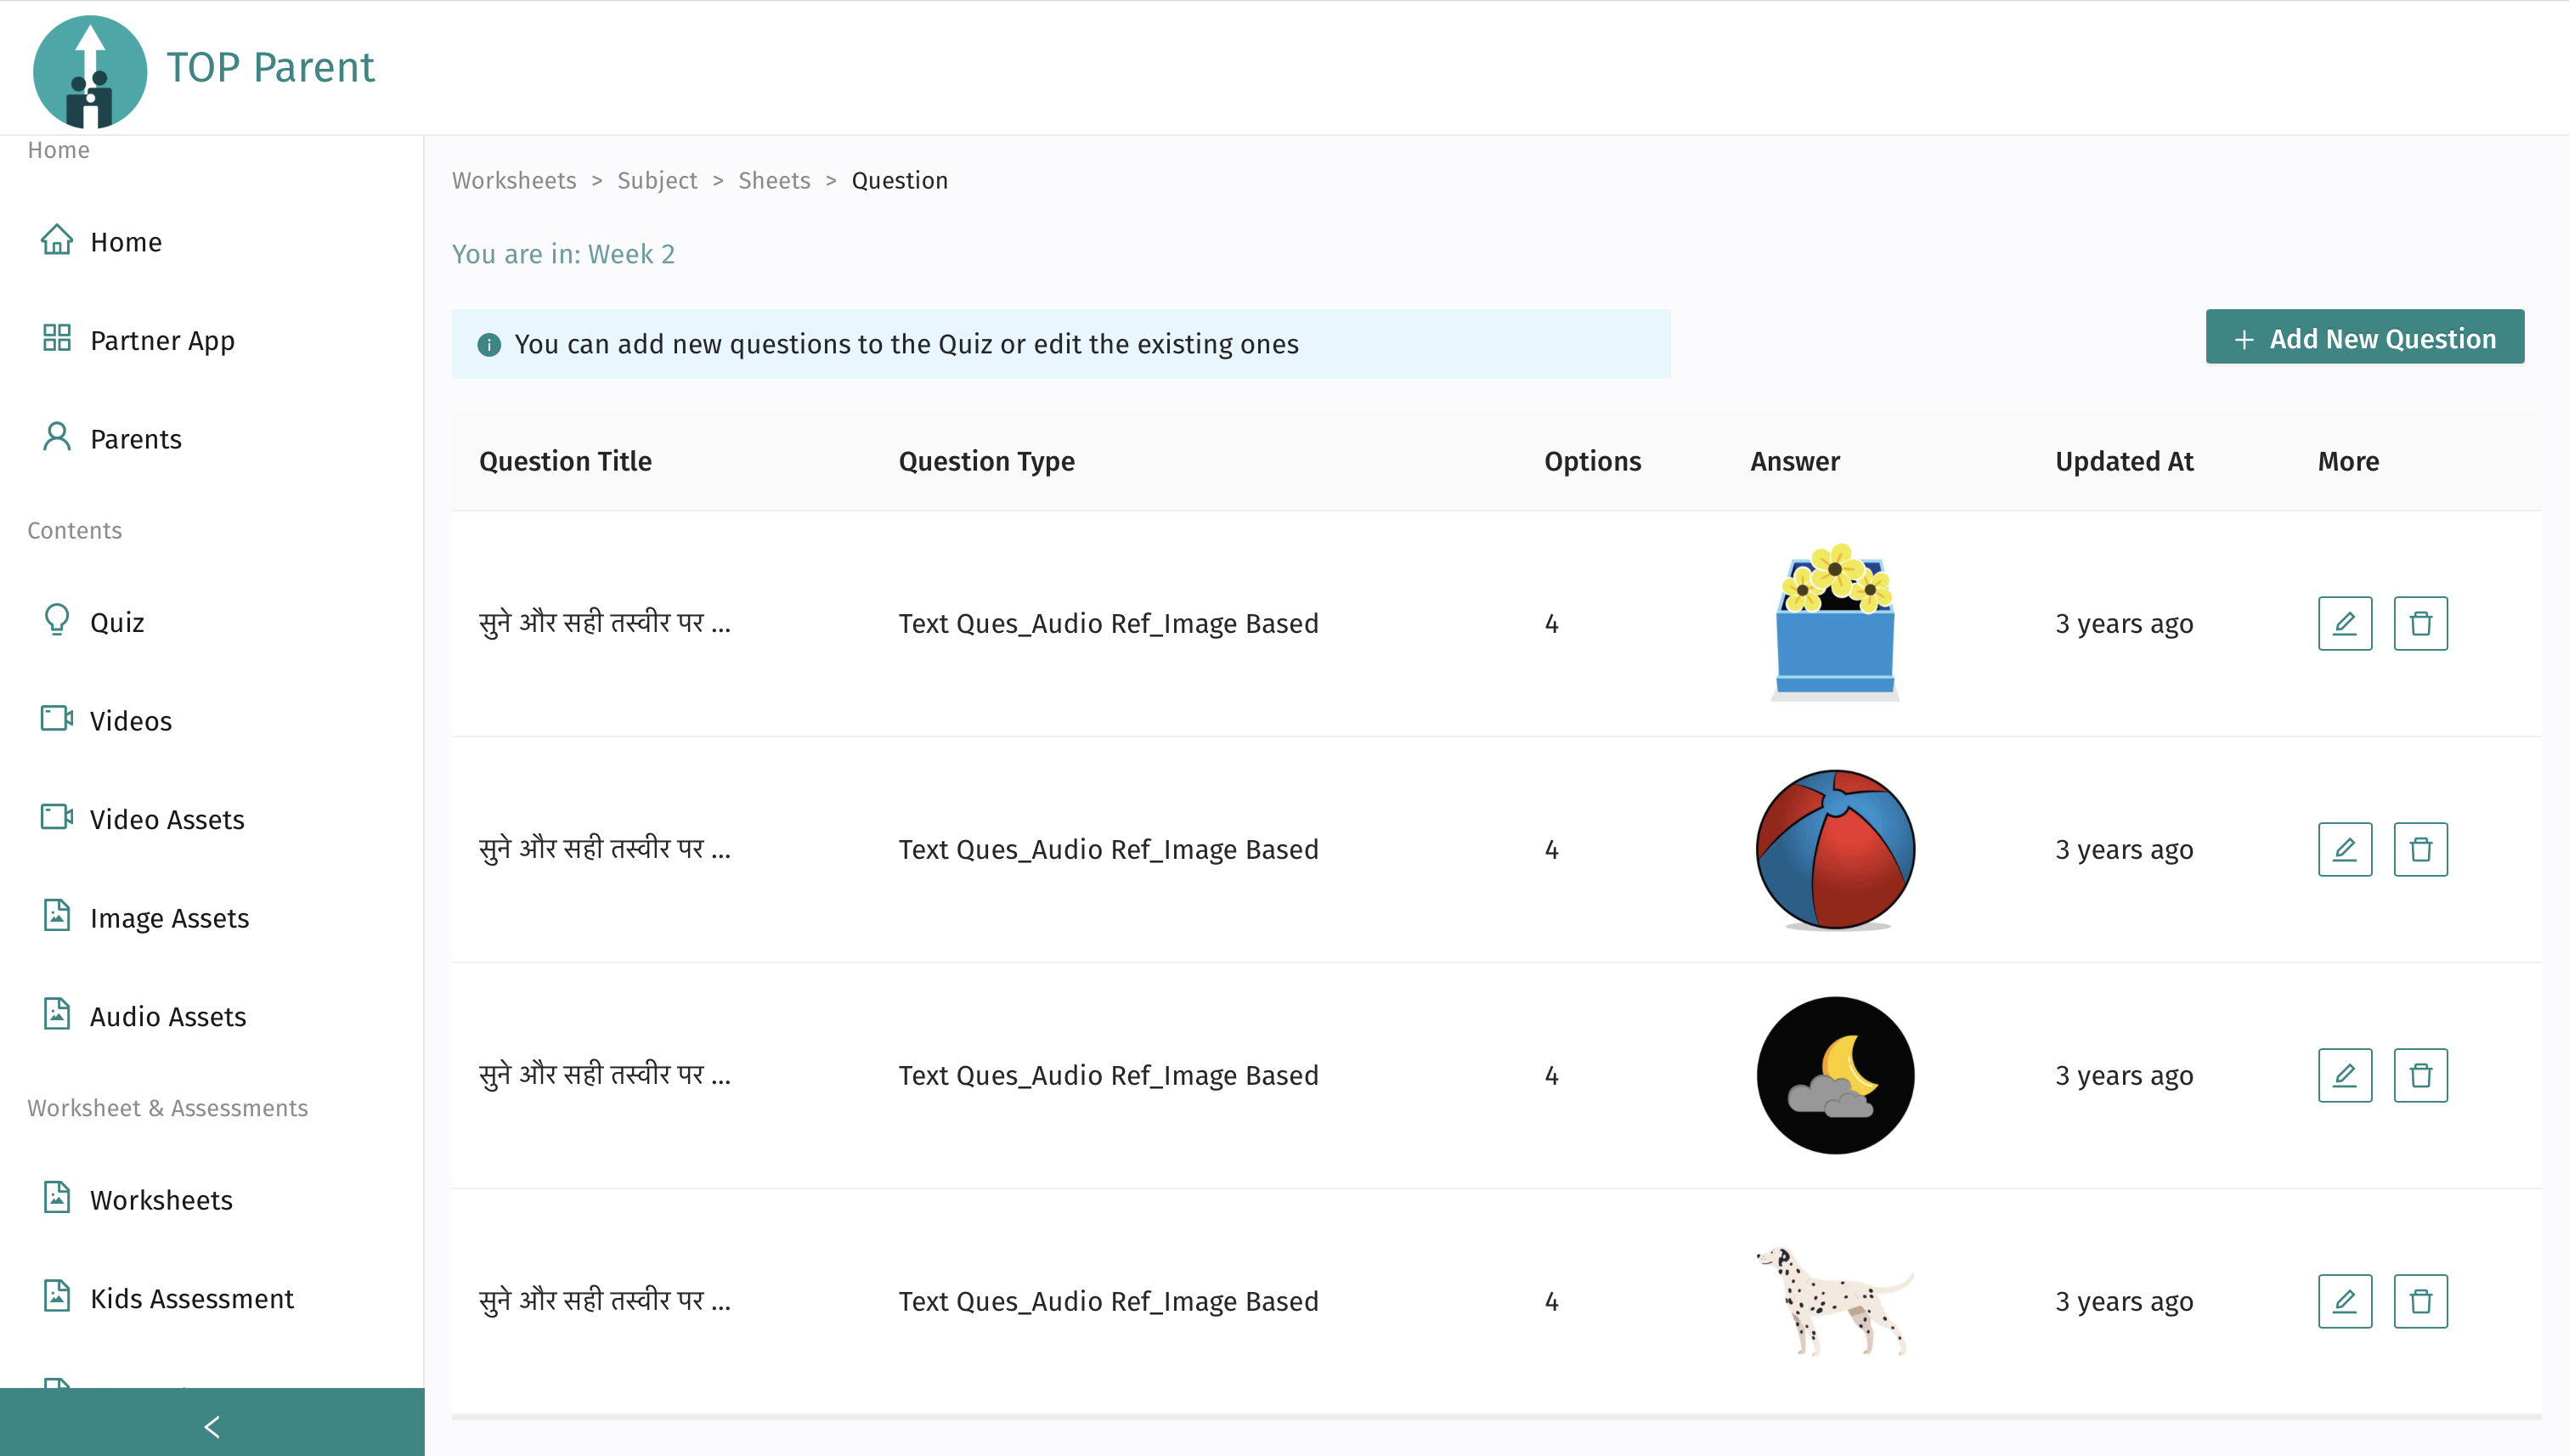 TOP Parent
Home
Home
Partner App
Parents
Contents
Quiz
Videos
Video Assets
Image Assets
Audio Assets
Worksheet & Assessments
Worksheets
Kids Assessment
Worksheets > Subject > Sheets > Question
You are in: Week 2
You can add new questions to the Quiz or edit the existing ones
+ Add New Question
Question Title Question Type Options Answer Updated At More
सुने और सही तस्वीर पर ... Text Ques_Audio Ref_Image Based 4 3 years ago
सुने और सही तस्वीर पर ... Text Ques_Audio Ref_Image Based 4 3 years ago
सुने और सही तस्वीर पर ... Text Ques_Audio Ref_Image Based 4 3 years ago
सुने और सही तस्वीर पर ... Text Ques_Audio Ref_Image Based 4 3 years ago